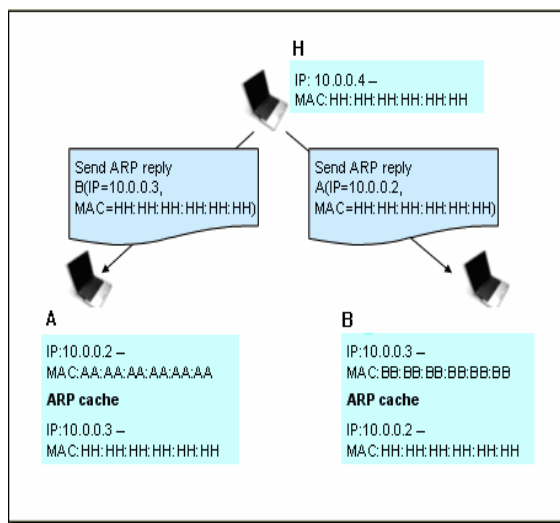 H
IP: 10.0.0.4 –
MAC:HH:HH:HH:HH:HH:HH
Send ARP reply
B(IP=10.0.0.3,
MAC=HH:HH:HH:HH:HH:HH)
Send ARP reply
A(IP=10.0.0.2,
MAC=HH:HH:HH:HH:HH:HH)
A
IP:10.0.0.2 –
MAC:AA:AA:AA:AA:AA:AA
ARP cache
IP:10.0.0.3 –
MAC:HH:HH:HH:HH:HH:HH
B
IP:10.0.0.3 –
MAC:BB:BB:BB:BB:BB:BB
ARP cache
IP:10.0.0.2 –
MAC:HH:HH:HH:HH:HH:HH